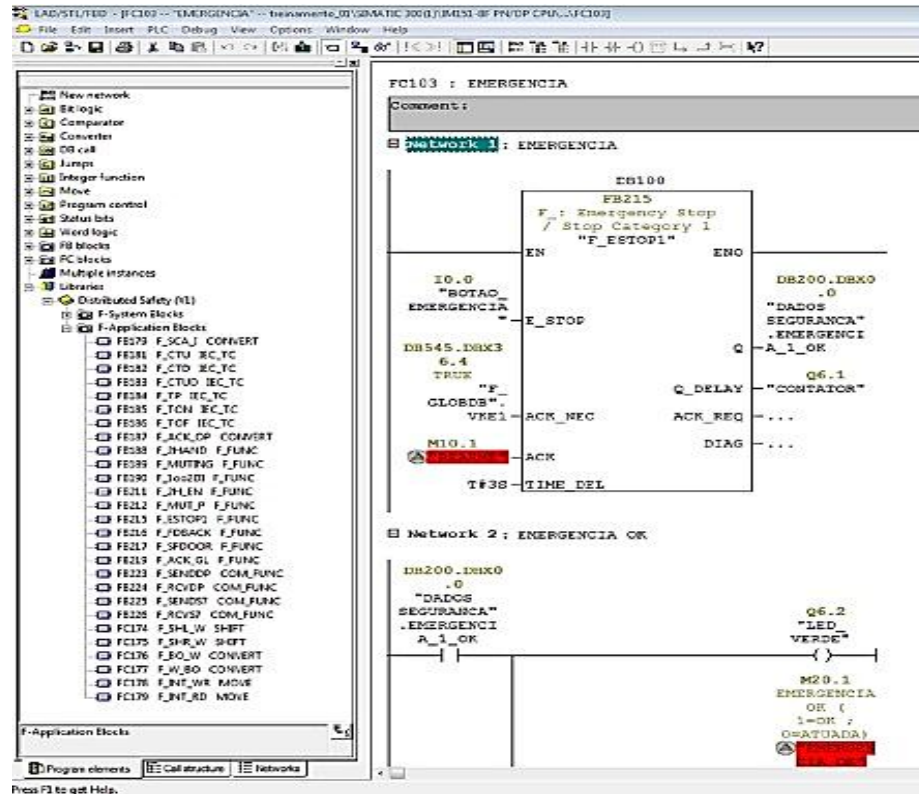 LAD/STL/FBD - [FC103 -- "EMERGENCIA" -- treinamento_01\SIMATIC 300(1)\IM151-8F PN/DP CPU\...\FC103]
File Edit Insert PLC Debug View Options Window Help
New network
Bit logic
Comparator
Converter
DB call
Jumps
Integer function
Move
Program control
Status bits
Word logic
FB blocks
FC blocks
Multiple instances
Libraries
Distributed Safety (V1)
F-System Blocks
F-Application Blocks
FB179 F_SCA_I CONVERT
FB181 F_CTU IEC_TC
FB182 F_CTD IEC_TC
FB183 F_CTUD IEC_TC
FB184 F_TP IEC_TC
FB185 F_TON IEC_TC
FB186 F_TOF IEC_TC
FB187 F_ACK_OP CONVERT
FB188 F_2HAND F_FUNC
FB189 F_MUTING F_FUNC
FB190 F_1oo2DI F_FUNC
FB211 F_2H_EN F_FUNC
FB212 F_MUT_P F_FUNC
FB215 F_ESTOP1 F_FUNC
FB216 F_FDBACK F_FUNC
FB217 F_SFDOOR F_FUNC
FB219 F_ACK_GL F_FUNC
FB223 F_SENDDP COM_FUNC
FB224 F_RCVDP COM_FUNC
FB225 F_SENDS7 COM_FUNC
FB226 F_RCVS7 COM_FUNC
FC174 F_SHL_W SHIFT
FC175 F_SHR_W SHIFT
FC176 F_BO_W CONVERT
FC177 F_W_BO CONVERT
FC178 F_INT_WR MOVE
FC179 F_INT_RD MOVE
F-Application Blocks
Program elements Call structure Networks
Press F1 to get Help.
FC103 : EMERGENCIA
Comment:
Network 1 : EMERGENCIA
DB100
FB215
F_: Emergency Stop
/ Stop Category 1
"F_ESTOP1"
EN ENO
I0.0
"BOTAO_
EMERGENCIA
" E_STOP
DB200.DBX0
.0
"DADOS
SEGURANCA"
.EMERGENCI
Q A_1_OK
DB545.DBX3
6.4
TRUE
"F_
GLOBDB".
VKE1 ACK_NEC
Q6.1
Q_DELAY "CONTATOR"
ACK_REQ ...
M10.1
ACK
DIAG ...
T#3S TIME_DEL
Network 2 : EMERGENCIA OK
DB200.DBX0
.0
"DADOS
SEGURANCA"
.EMERGENCI
A_1_OK
Q6.2
"LED_
VERDE"
M20.1
EMERGENCIA
OK (
1=OK ;
0=ATUADA)